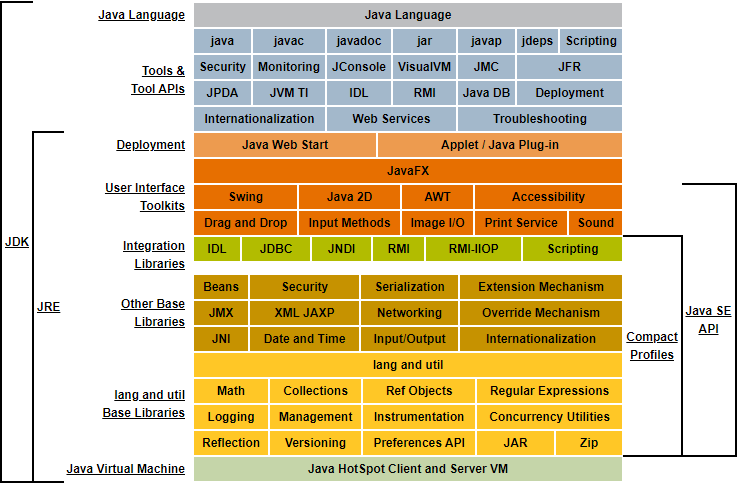 Java Language Java Language
java javac javadoc jar javap jdeps Scripting
Security Monitoring JConsole VisualVM JMC JFR
Tools &
Tool APIs
JPDA JVM TI IDL RMI Java DB Deployment
Internationalization Web Services Troubleshooting
Deployment Java Web Start Applet / Java Plug-in
JavaFX
User Interface
Toolkits
Swing Java 2D AWT Accessibility
Drag and Drop Input Methods Image I/O Print Service Sound
JDK
Integration
Libraries
IDL JDBC JNDI RMI RMI-IIOP Scripting
JRE
Beans Security Serialization Extension Mechanism
Other Base
Libraries
JMX XML JAXP Networking Override Mechanism
Java SE
API
JNI Date and Time Input/Output Internationalization
Compact
Profiles
lang and util
lang and util
Base Libraries
Math Collections Ref Objects Regular Expressions
Logging Management Instrumentation Concurrency Utilities
Reflection Versioning Preferences API JAR Zip
Java Virtual Machine Java HotSpot Client and Server VM